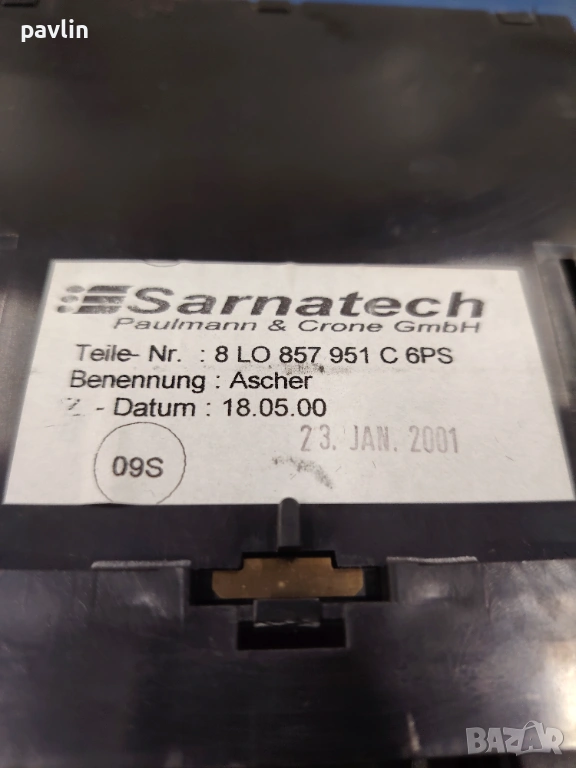 pavlin
Sarnatech
Paulmann & Crone GmbH
Teile- Nr. : 8 LO 857 951 C 6PS
Benennung : Ascher
Z - Datum : 18.05.00
23. JAN. 2001
09S
BAZAR